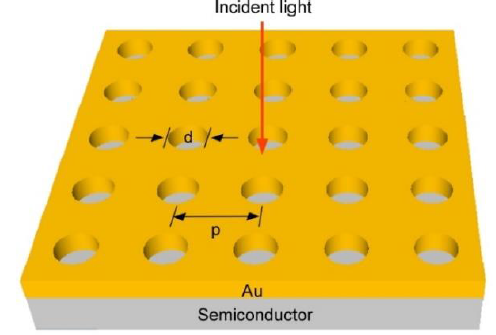 Incident light
d
p
Au
Semiconductor